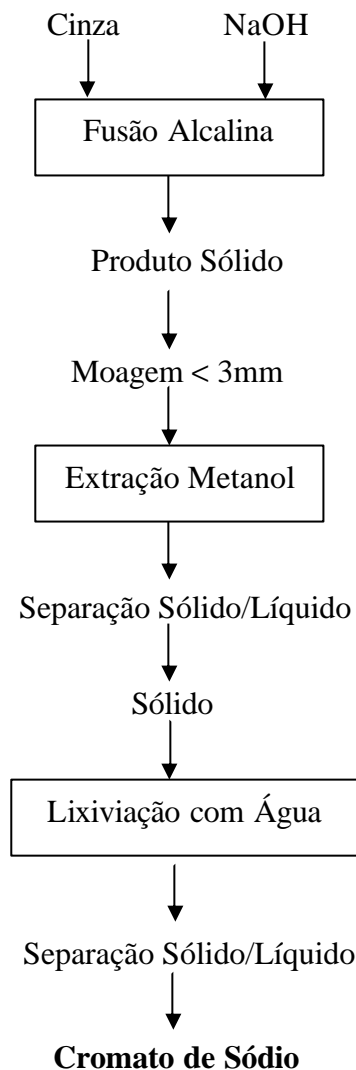 Cinza NaOH
Fusão Alcalina
Produto Sólido
Moagem < 3mm
Extração Metanol
Separação Sólido/Líquido
Sólido
Lixiviação com Água
Separação Sólido/Líquido
Cromato de Sódio